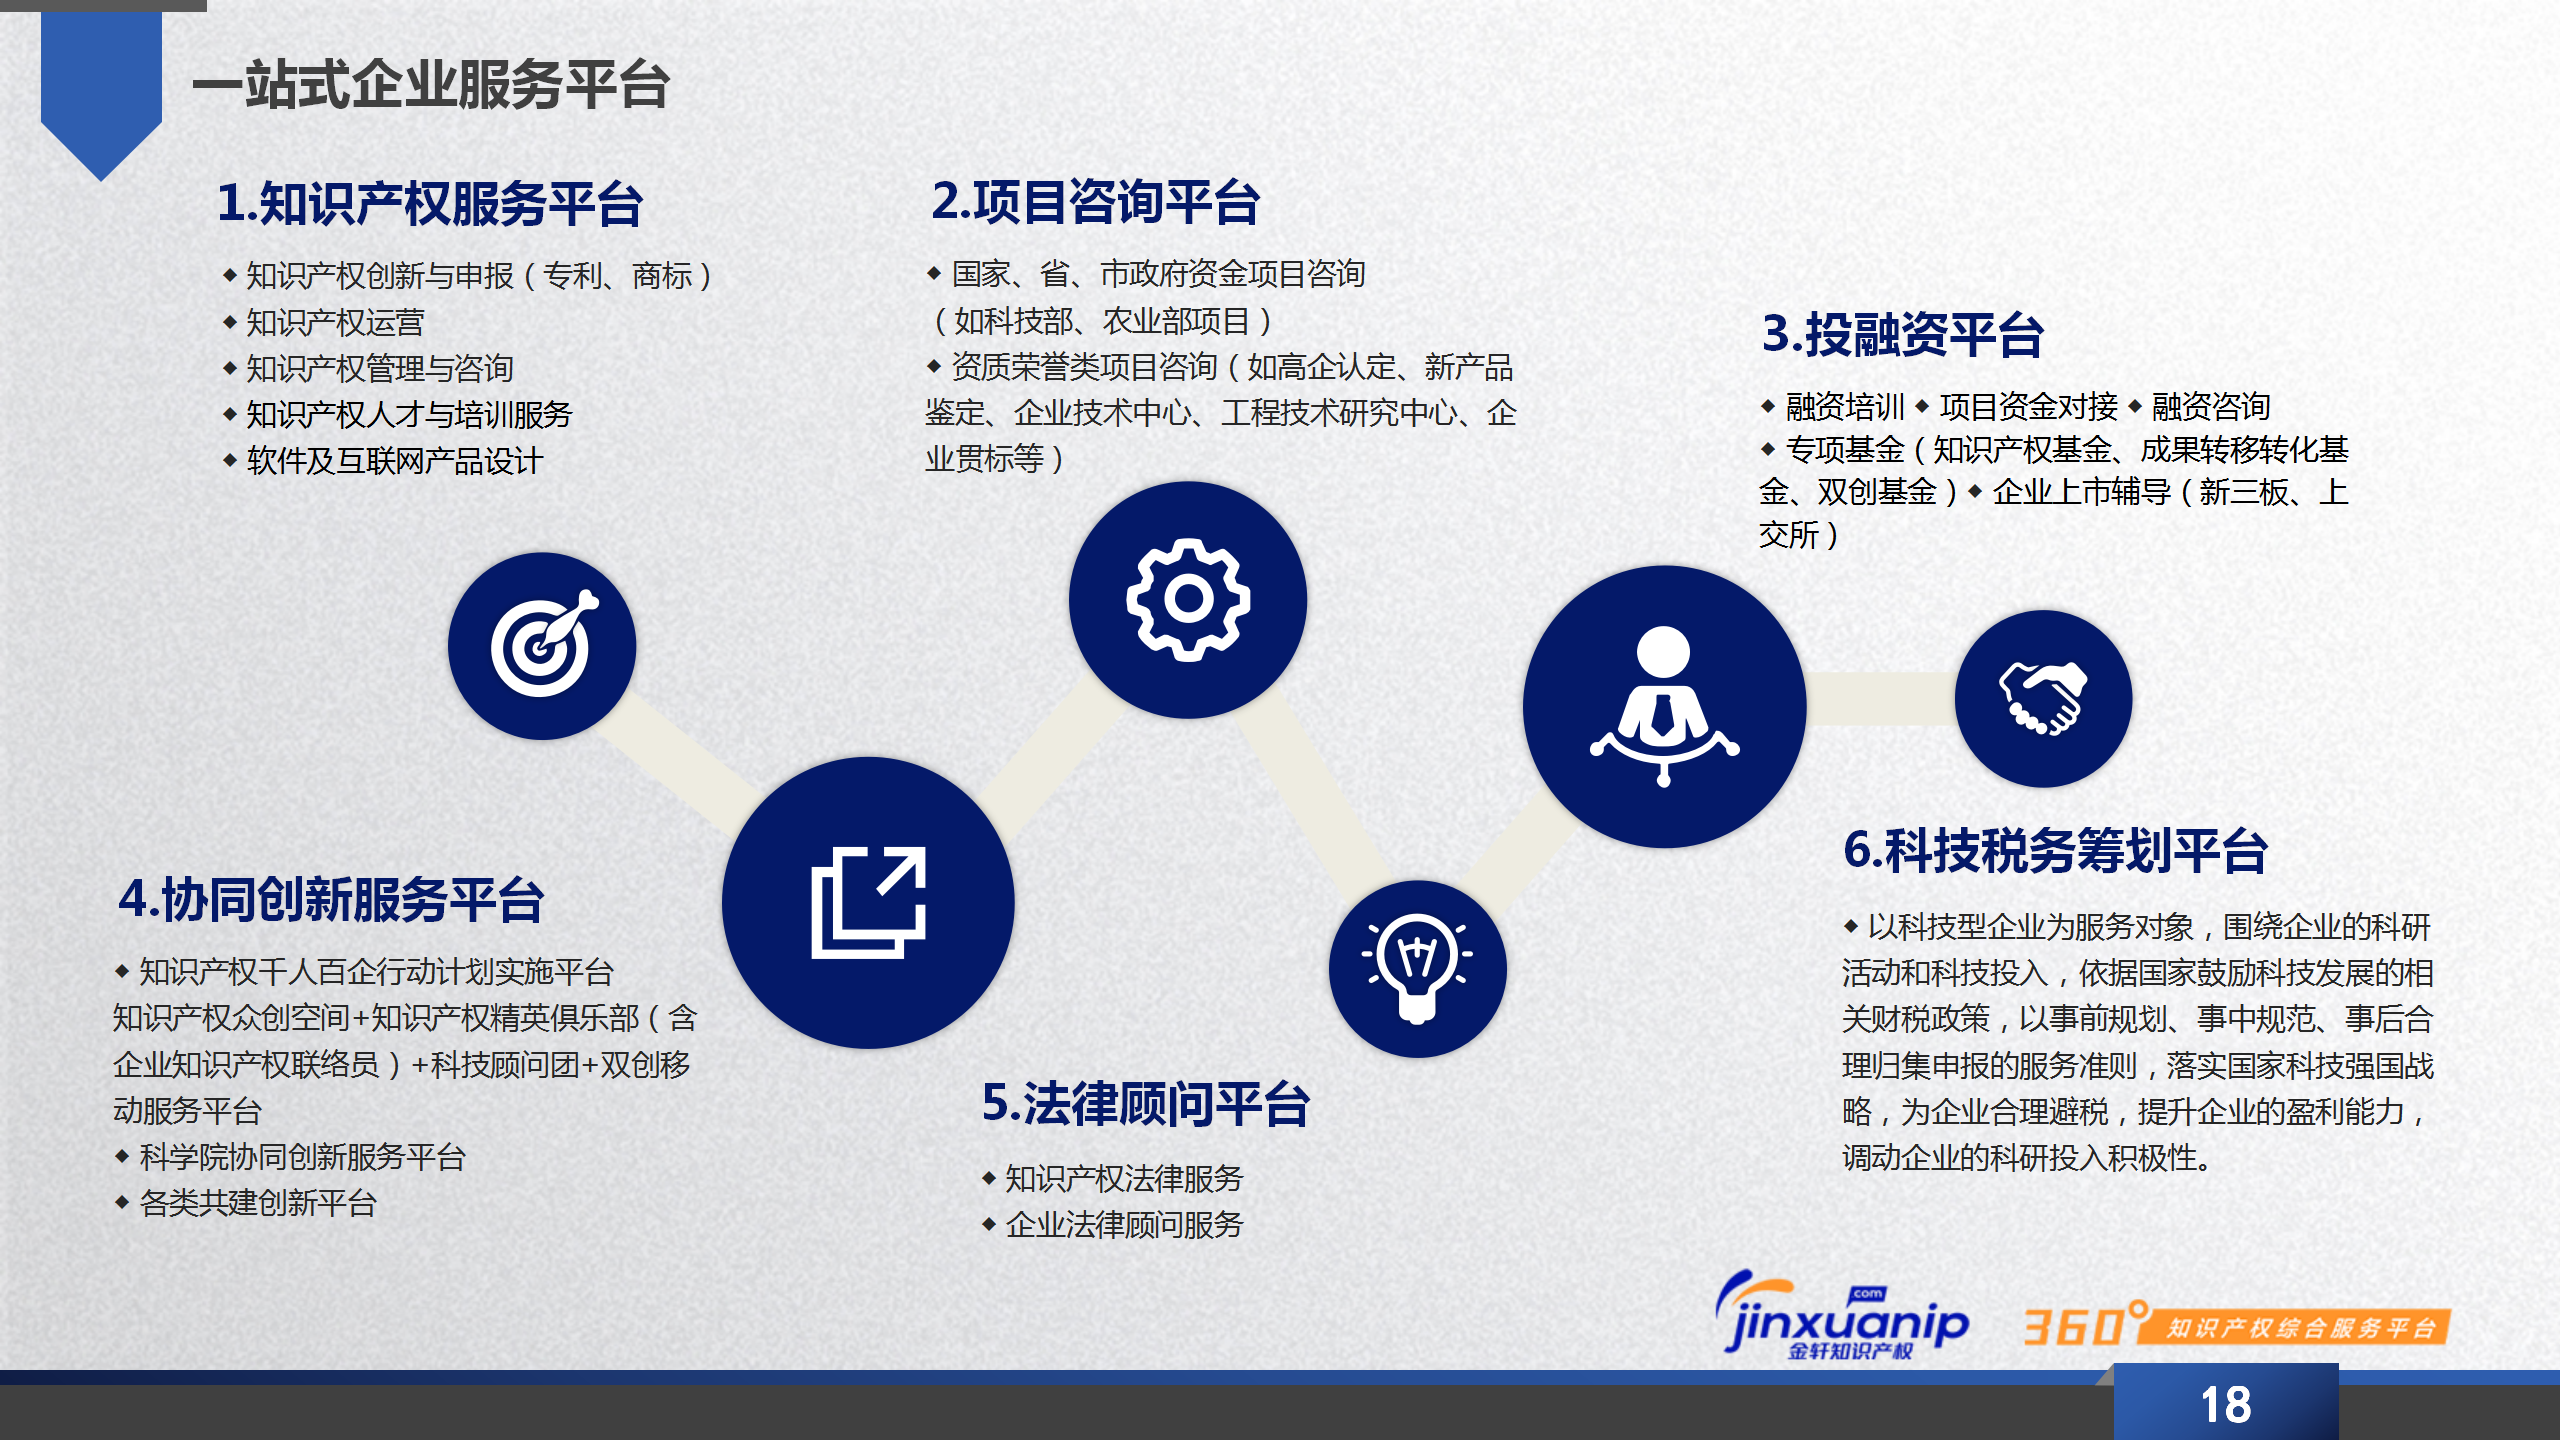 一站式企业服务平台
1.知识产权服务平台
◆ 知识产权创新与申报（专利、商标）
◆ 知识产权运营
◆ 知识产权管理与咨询
◆ 知识产权人才与培训服务
◆ 软件及互联网产品设计
2.项目咨询平台
◆ 国家、省、市政府资金项目咨询
（如科技部、农业部项目）
◆ 资质荣誉类项目咨询（如高企认定、新产品
鉴定、企业技术中心、工程技术研究中心、企
业贯标等）
3.投融资平台
◆ 融资培训 ◆ 项目资金对接 ◆ 融资咨询
◆ 专项基金（知识产权基金、成果转移转化基
金、双创基金）◆ 企业上市辅导（新三板、上
交所）
4.协同创新服务平台
◆ 知识产权千人百企行动计划实施平台
知识产权众创空间+知识产权精英俱乐部（含
企业知识产权联络员）+科技顾问团+双创移
动服务平台
◆ 科学院协同创新服务平台
◆ 各类共建创新平台
5.法律顾问平台
◆ 知识产权法律服务
◆ 企业法律顾问服务
6.科技税务筹划平台
◆ 以科技型企业为服务对象，围绕企业的科研
活动和科技投入，依据国家鼓励科技发展的相
关财税政策，以事前规划、事中规范、事后合
理归集申报的服务准则，落实国家科技强国战
略，为企业合理避税，提升企业的盈利能力，
调动企业的科研投入积极性。
com
jinxuanip
金轩知识产权
360°知识产权综合服务平台
18